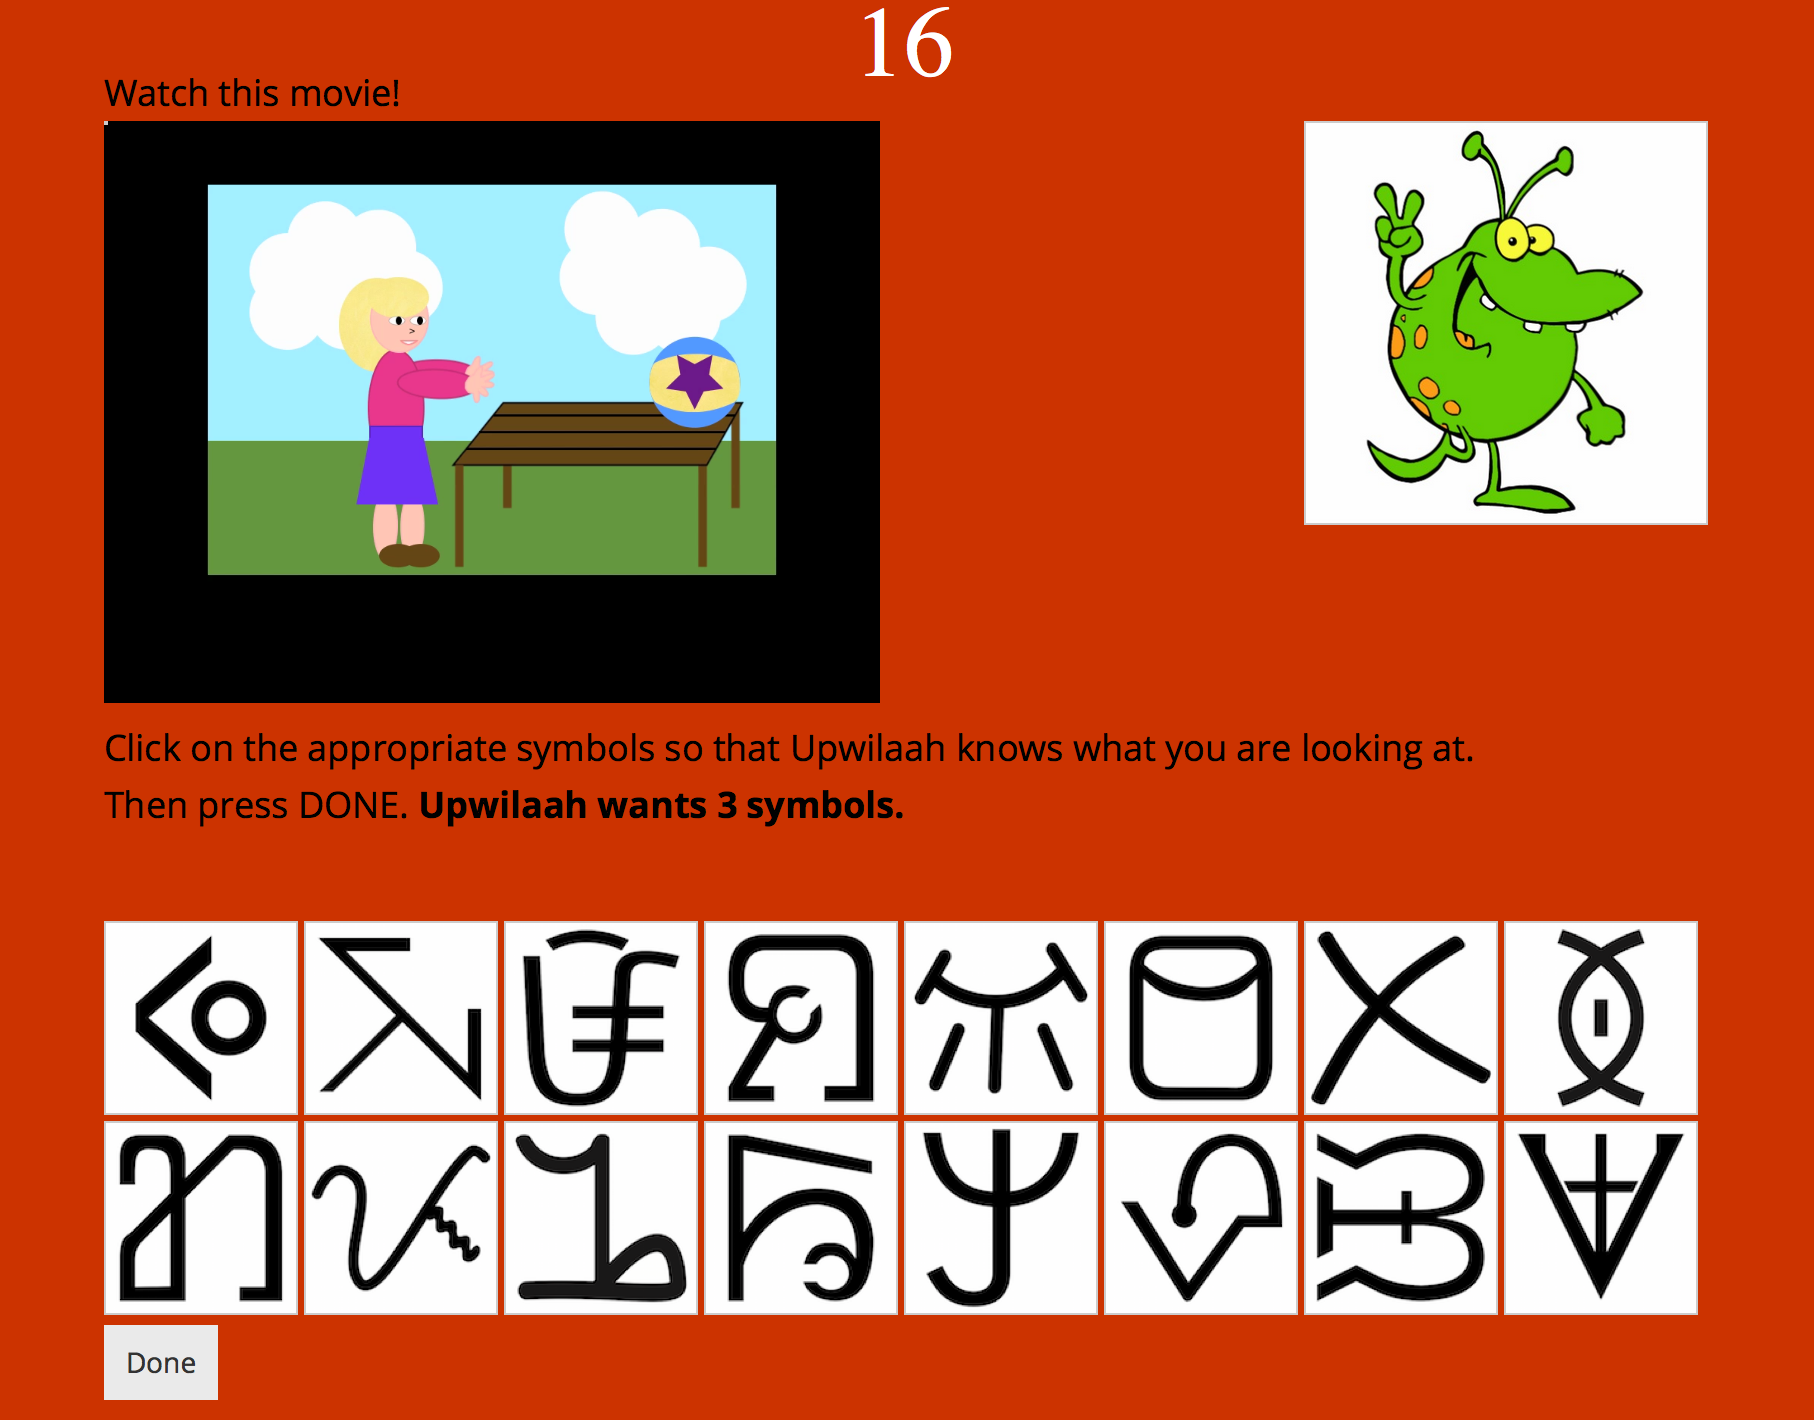 16
Watch this movie!
Click on the appropriate symbols so that Upwilaah knows what you are looking at.
Then press DONE. Upwilaah wants 3 symbols.
Done